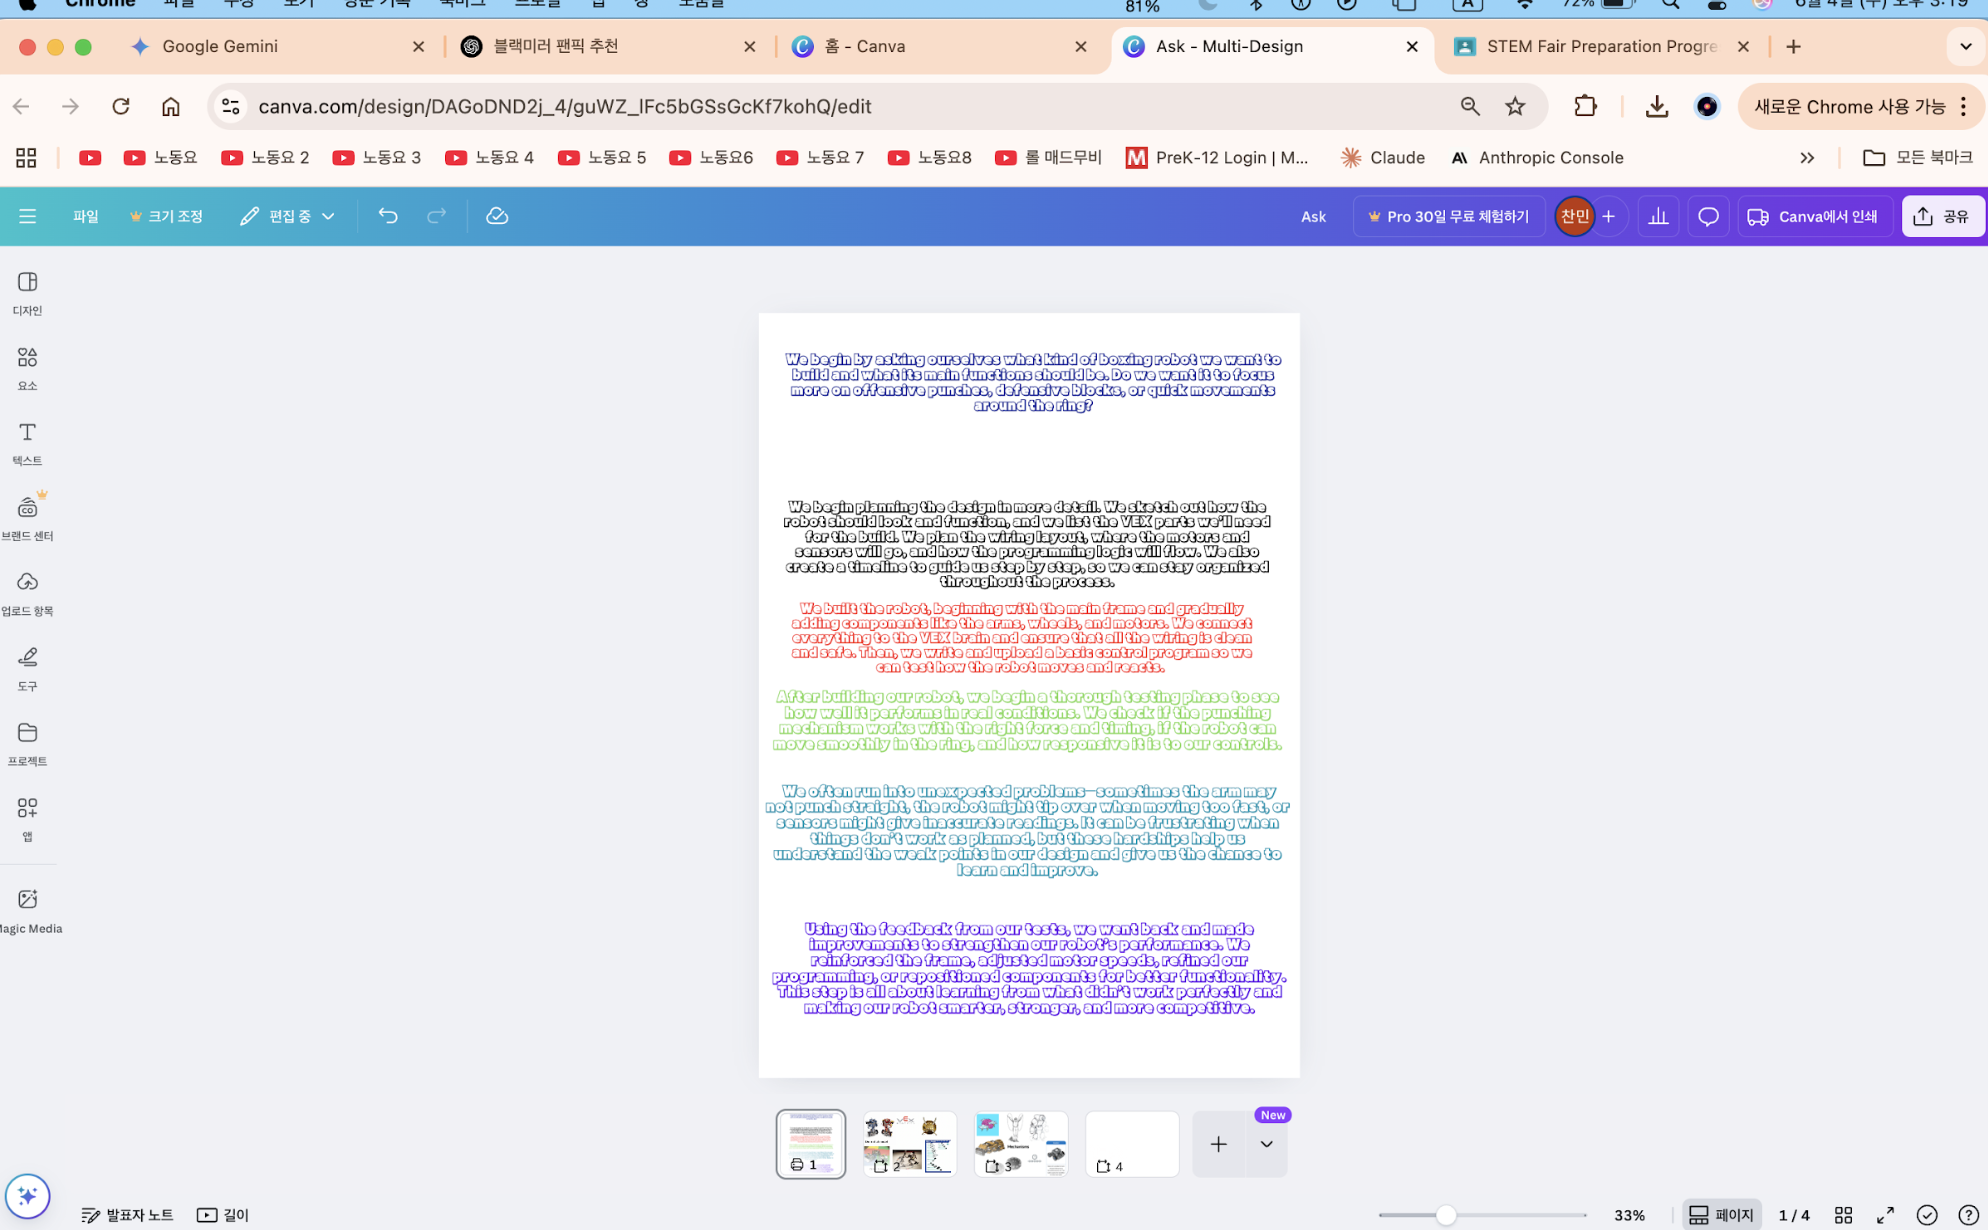 Chrome
81%
72%
Google Gemini
블랙미러 팬픽 추천
홈 - Canva
Ask - Multi-Design
STEM Fair Preparation Progre
canva.com/design/DAGoDND2j_4/guWZ_lFc5bGSsGcKf7kohQ/edit
새로운 Chrome 사용 가능
노동요
노동요 2
노동요 3
노동요 4
노동요 5
노동요6
노동요 7
노동요8
롤 매드무비
PreK-12 Login | M...
Claude
Anthropic Console
모든 북마크
파일
크기 조정
편집 중
Ask
Pro 30일 무료 체험하기
찬민
Canva에서 인쇄
공유
디자인
요소
텍스트
브랜드 센터
업로드 항목
도구
프로젝트
앱
Magic Media
We begin by asking ourselves what kind of boxing robot we want to
build and what its main functions should be. Do we want it to focus
more on offensive punches, defensive blocks, or quick movements
around the ring?
We begin planning the design in more detail. We sketch out how the
robot should look and function, and we list the VEX parts we'll need
for the build. We plan the wiring layout, where the motors and
sensors will go, and how the programming logic will flow. We also
create a timeline to guide us step by step, so we can stay organized
throughout the process.
We built the robot, beginning with the main frame and gradually
adding components like the arms, wheels, and motors. We connect
everything to the VEX brain and ensure that all the wiring is clean
and safe. Then, we write and upload a basic control program so we
can test how the robot moves and reacts.
After building our robot, we begin a thorough testing phase to see
how well it performs in real conditions. We check if the punching
mechanism works with the right force and timing, if the robot can
move smoothly in the ring, and how responsive it is to our controls.
We often run into unexpected problems—sometimes the arm may
not punch straight, the robot might tip over when moving too fast, or
sensors might give inaccurate readings. It can be frustrating when
things don't work as planned, but these hardships help us
understand the weak points in our design and give us the chance to
learn and improve.
Using the feedback from our tests, we went back and made
improvements to strengthen our robot's performance. We
reinforced the frame, adjusted motor speeds, refined our
programming, or repositioned components for better functionality.
This step is all about learning from what didn't work perfectly and
making our robot smarter, stronger, and more competitive.
1
2
3
4
New
발표자 노트
길이
33%
페이지
1 / 4